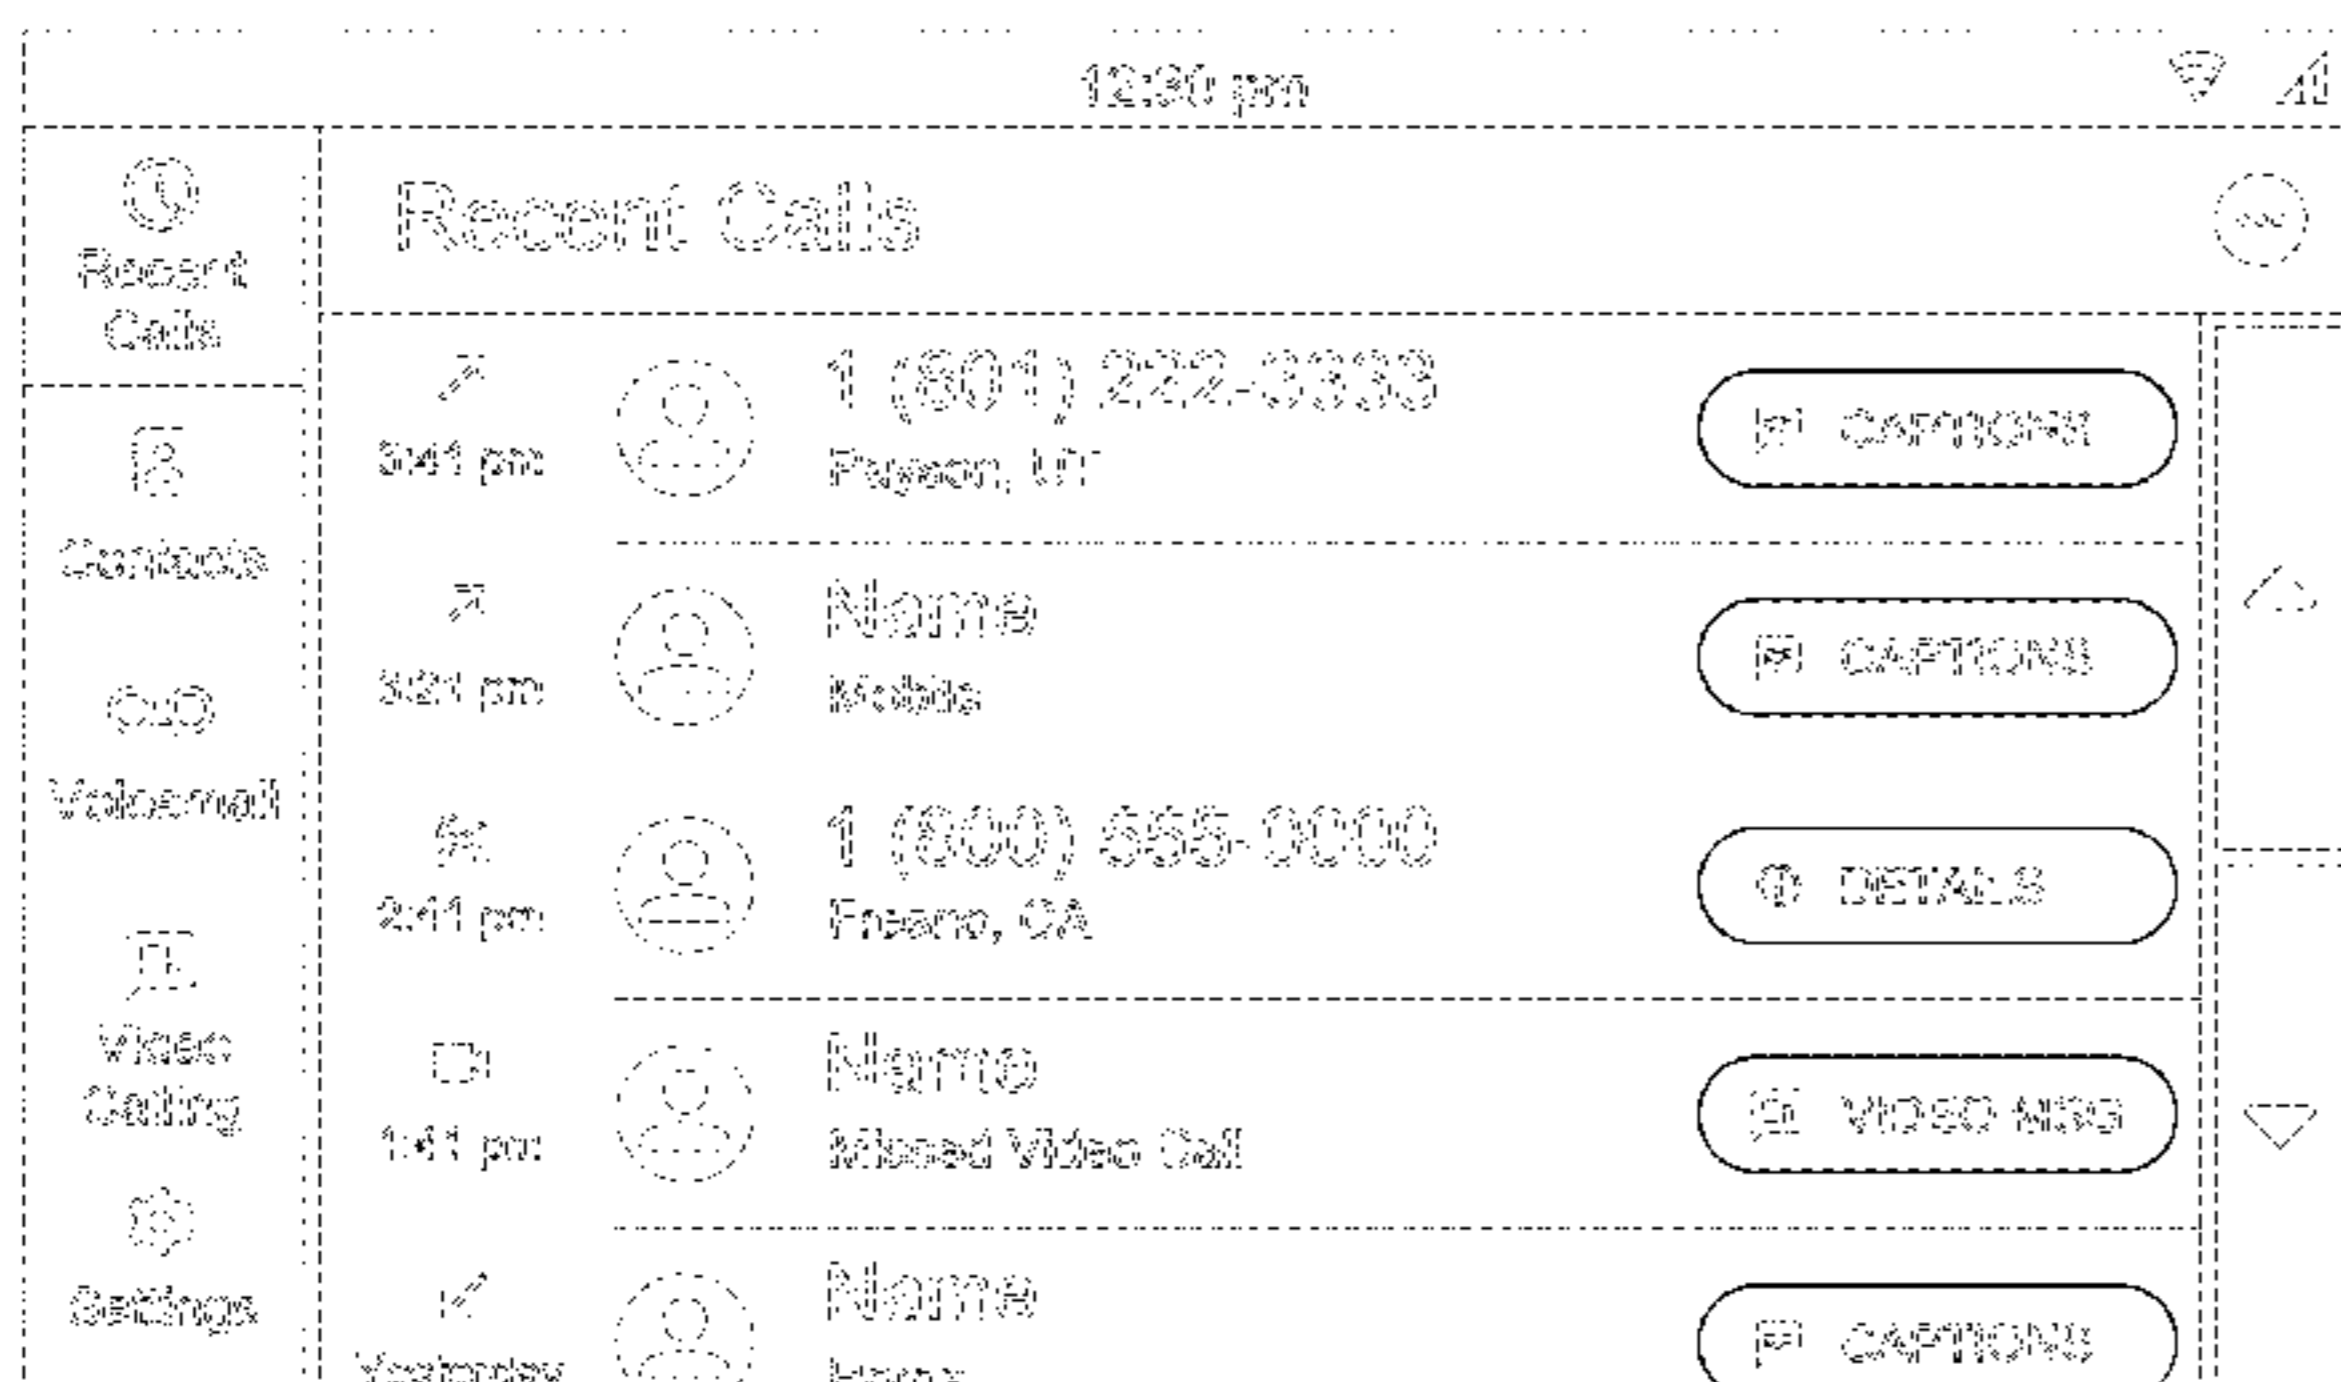 12:30 pm
Recent Calls
Recent
Calls
Contacts
Voicemail
Video
Calling
Settings
1 (801) 222-3333
3:41 pm
Payson, UT
CAPTIONS
Name
3:21 pm
Mobile
CAPTIONS
1 (800) 555-0000
2:41 pm
Fresno, CA
DETAILS
Name
1:41 pm
Missed Video Call
VIDEO MSG
Name
Yesterday
CAPTIONS